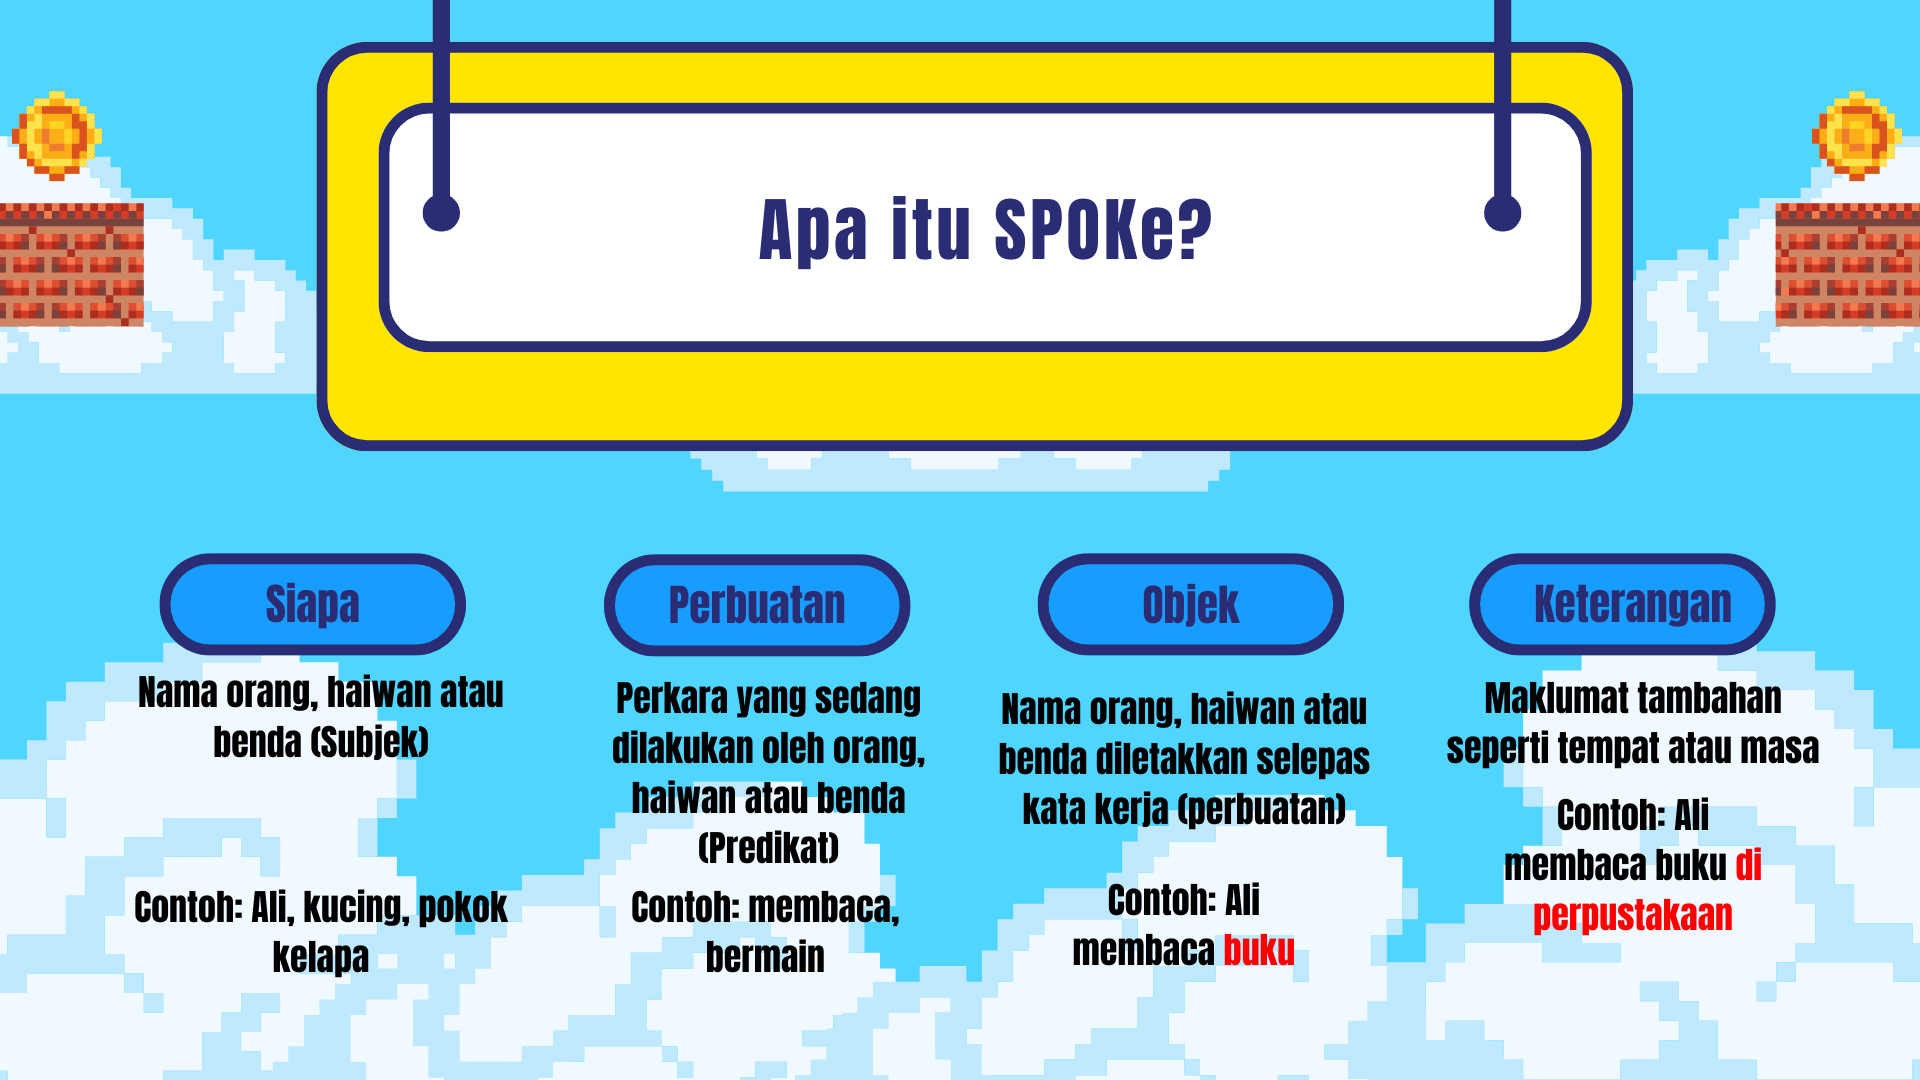 Apa itu SPOKe?
Siapa
Nama orang, haiwan atau
benda (Subjek)
Contoh: Ali, kucing, pokok
kelapa
Perbuatan
Perkara yang sedang
dilakukan oleh orang,
haiwan atau benda
(Predikat)
Contoh: membaca,
bermain
Objek
Nama orang, haiwan atau
benda diletakkan selepas
kata kerja (perbuatan)
Contoh: Ali
membaca buku
Keterangan
Maklumat tambahan
seperti tempat atau masa
Contoh: Ali
membaca buku di
perpustakaan